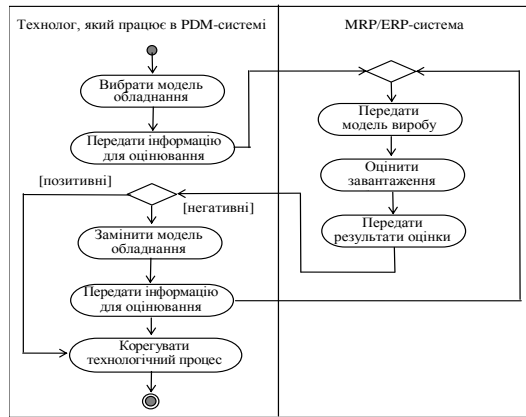 Технолог, який працює в PDM-системі
MRP/ERP-система
Вибрати модель
обладнання
Передати інформацію
для оцінювання
[позитивні]
[негативні]
Замінити модель
обладнання
Передати інформацію
для оцінювання
Корегувати
технологічний процес
Передати
модель виробу
Оцінити
завантаження
Передати
результати оцінки